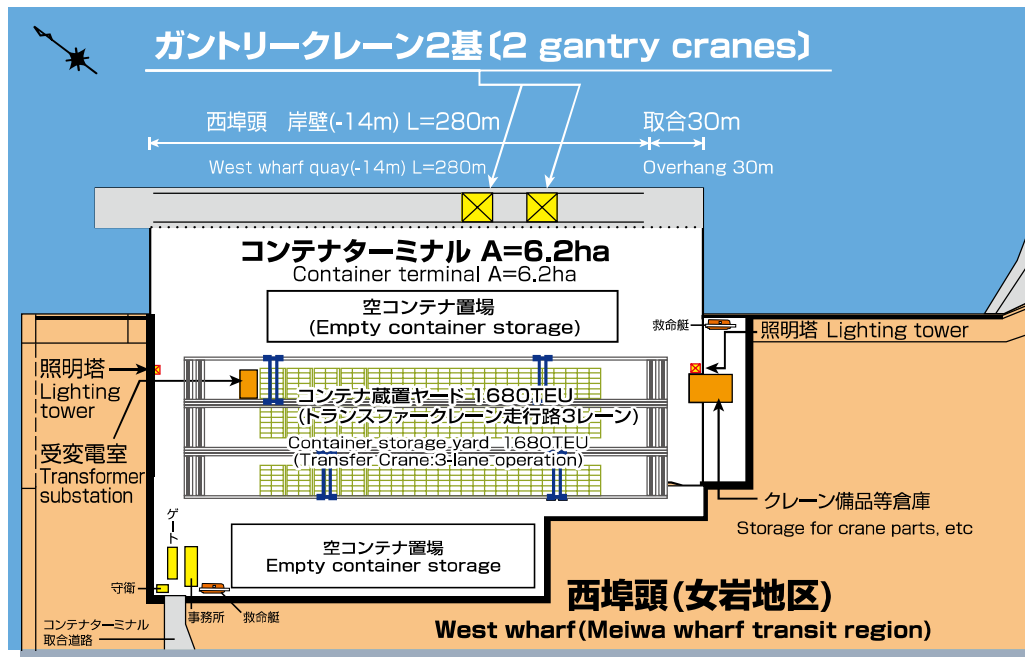 ガントリークレーン2基〔2 gantry cranes〕
西埠頭 岸壁(-14m) L=280m
取合30m
West wharf quay(-14m) L=280m
Overhang 30m
コンテナターミナル A=6.2ha
Container terminal A=6.2ha
空コンテナ置場
(Empty container storage)
救命艇
照明塔 Lighting tower
照明塔
Lighting
tower
コンテナ蔵置ヤード 1680TEU
(トランスファークレーン走行路3レーン)
Container storage yard 1680TEU
(Transfer Crane:3-lane operation)
受変電室
Transformer
substation
クレーン備品等倉庫
Storage for crane parts, etc
ゲート
空コンテナ置場
Empty container storage
守衛
事務所
救命艇
コンテナターミナル
取合道路
西埠頭(女岩地区)
West wharf(Meiwa wharf transit region)